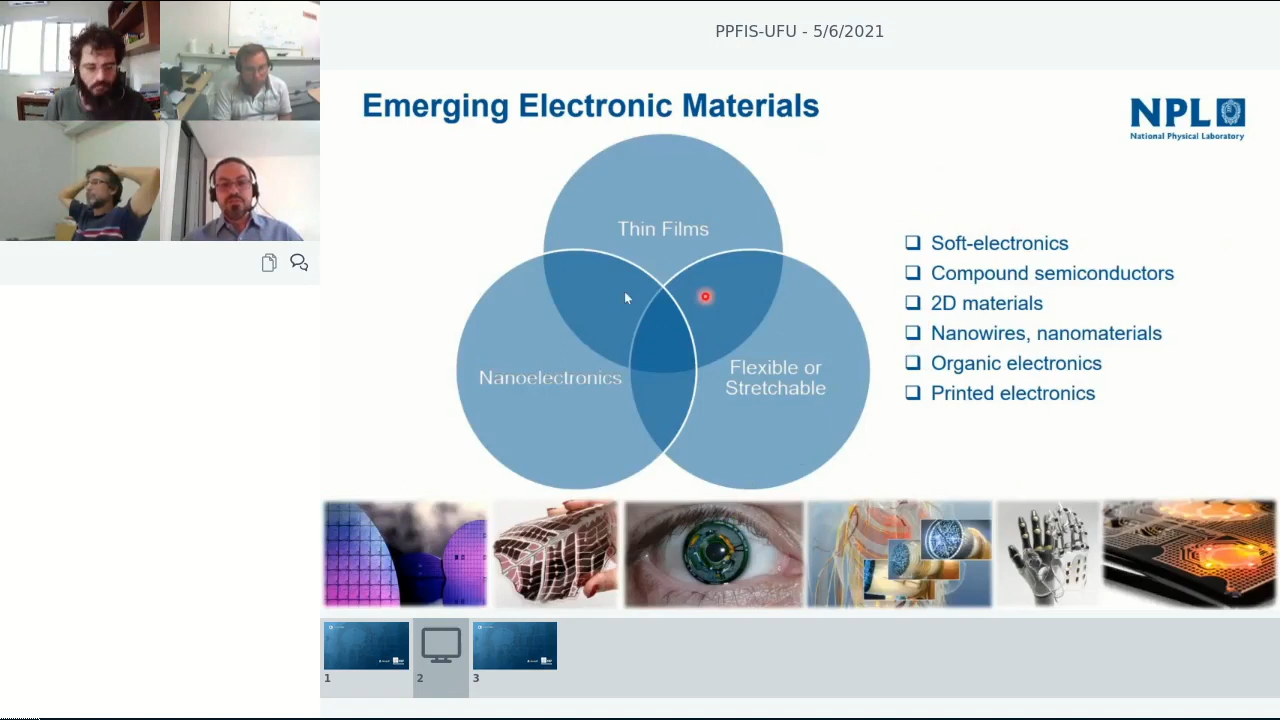 PPFIS-UFU - 5/6/2021
Emerging Electronic Materials
NPL
National Physical Laboratory
Thin Films
Nanoelectronics
Flexible or
Stretchable
Soft-electronics
Compound semiconductors
2D materials
Nanowires, nanomaterials
Organic electronics
Printed electronics
1
2
3